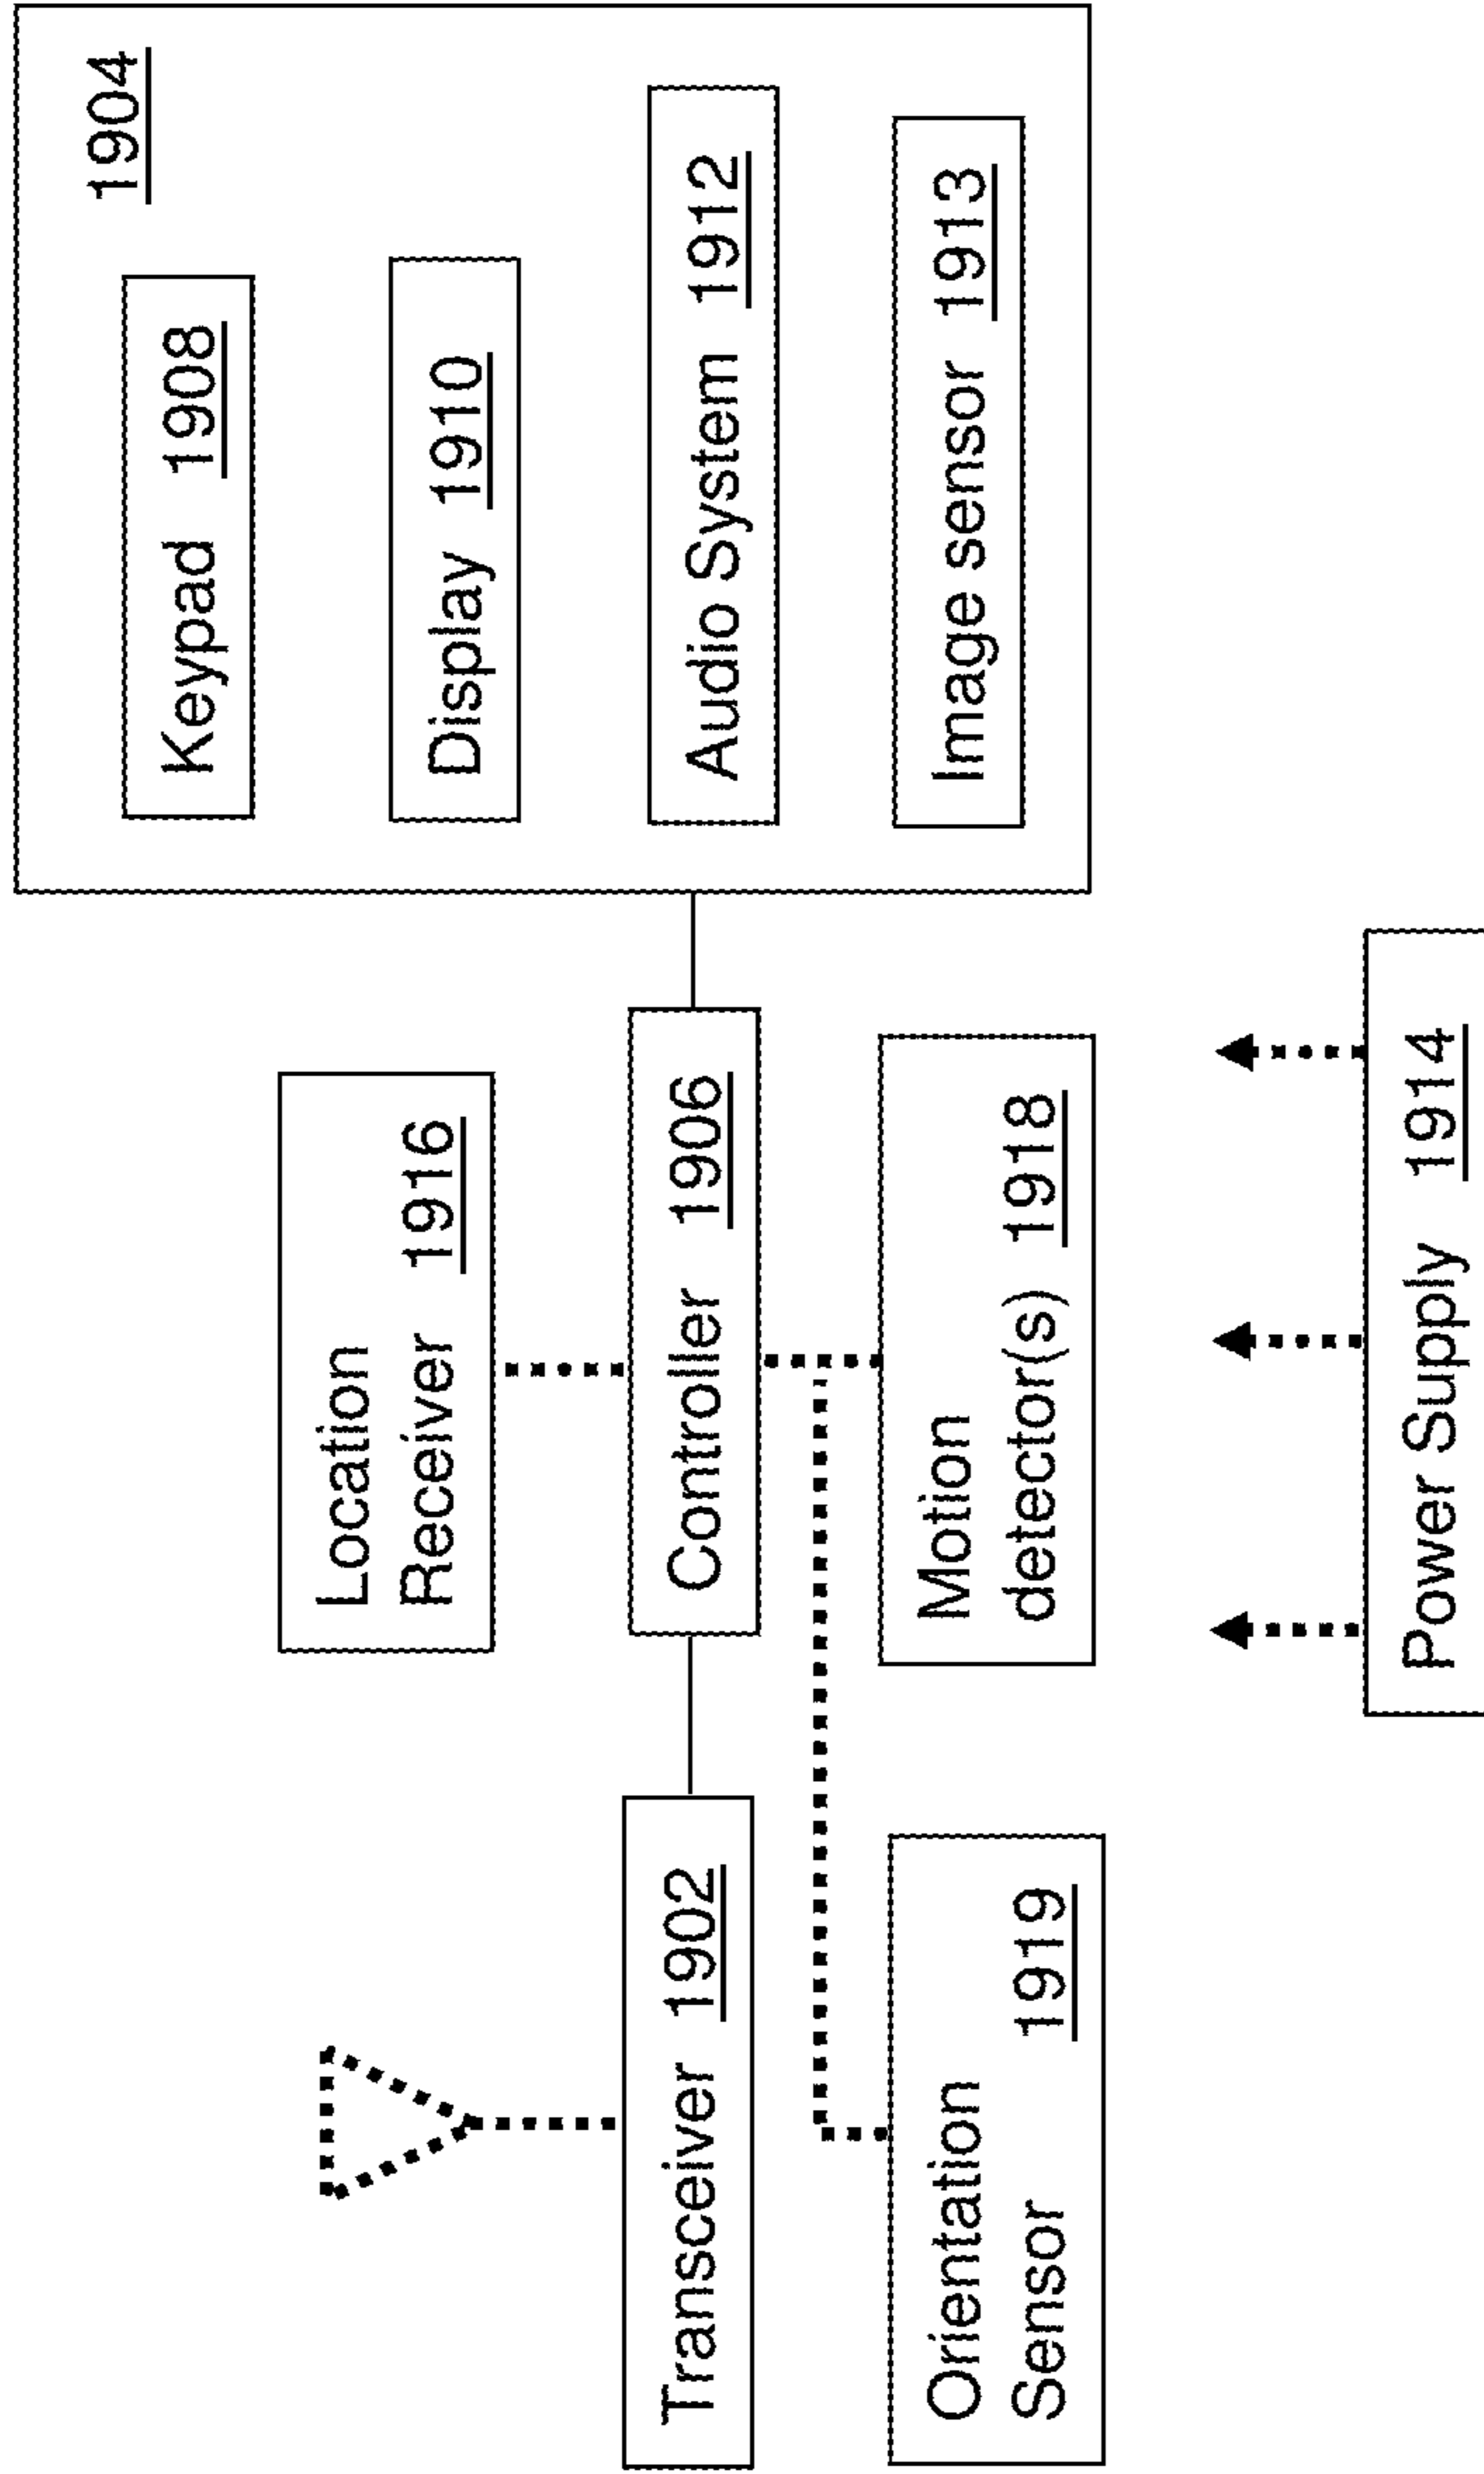 1904
Keypad 1908
Display 1910
Audio System 1912
Image sensor 1913
Location
Receiver 1916
Controller 1906
Motion
detector(s) 1918
Transceiver 1902
Orientation
Sensor 1919
Power Supply 1914